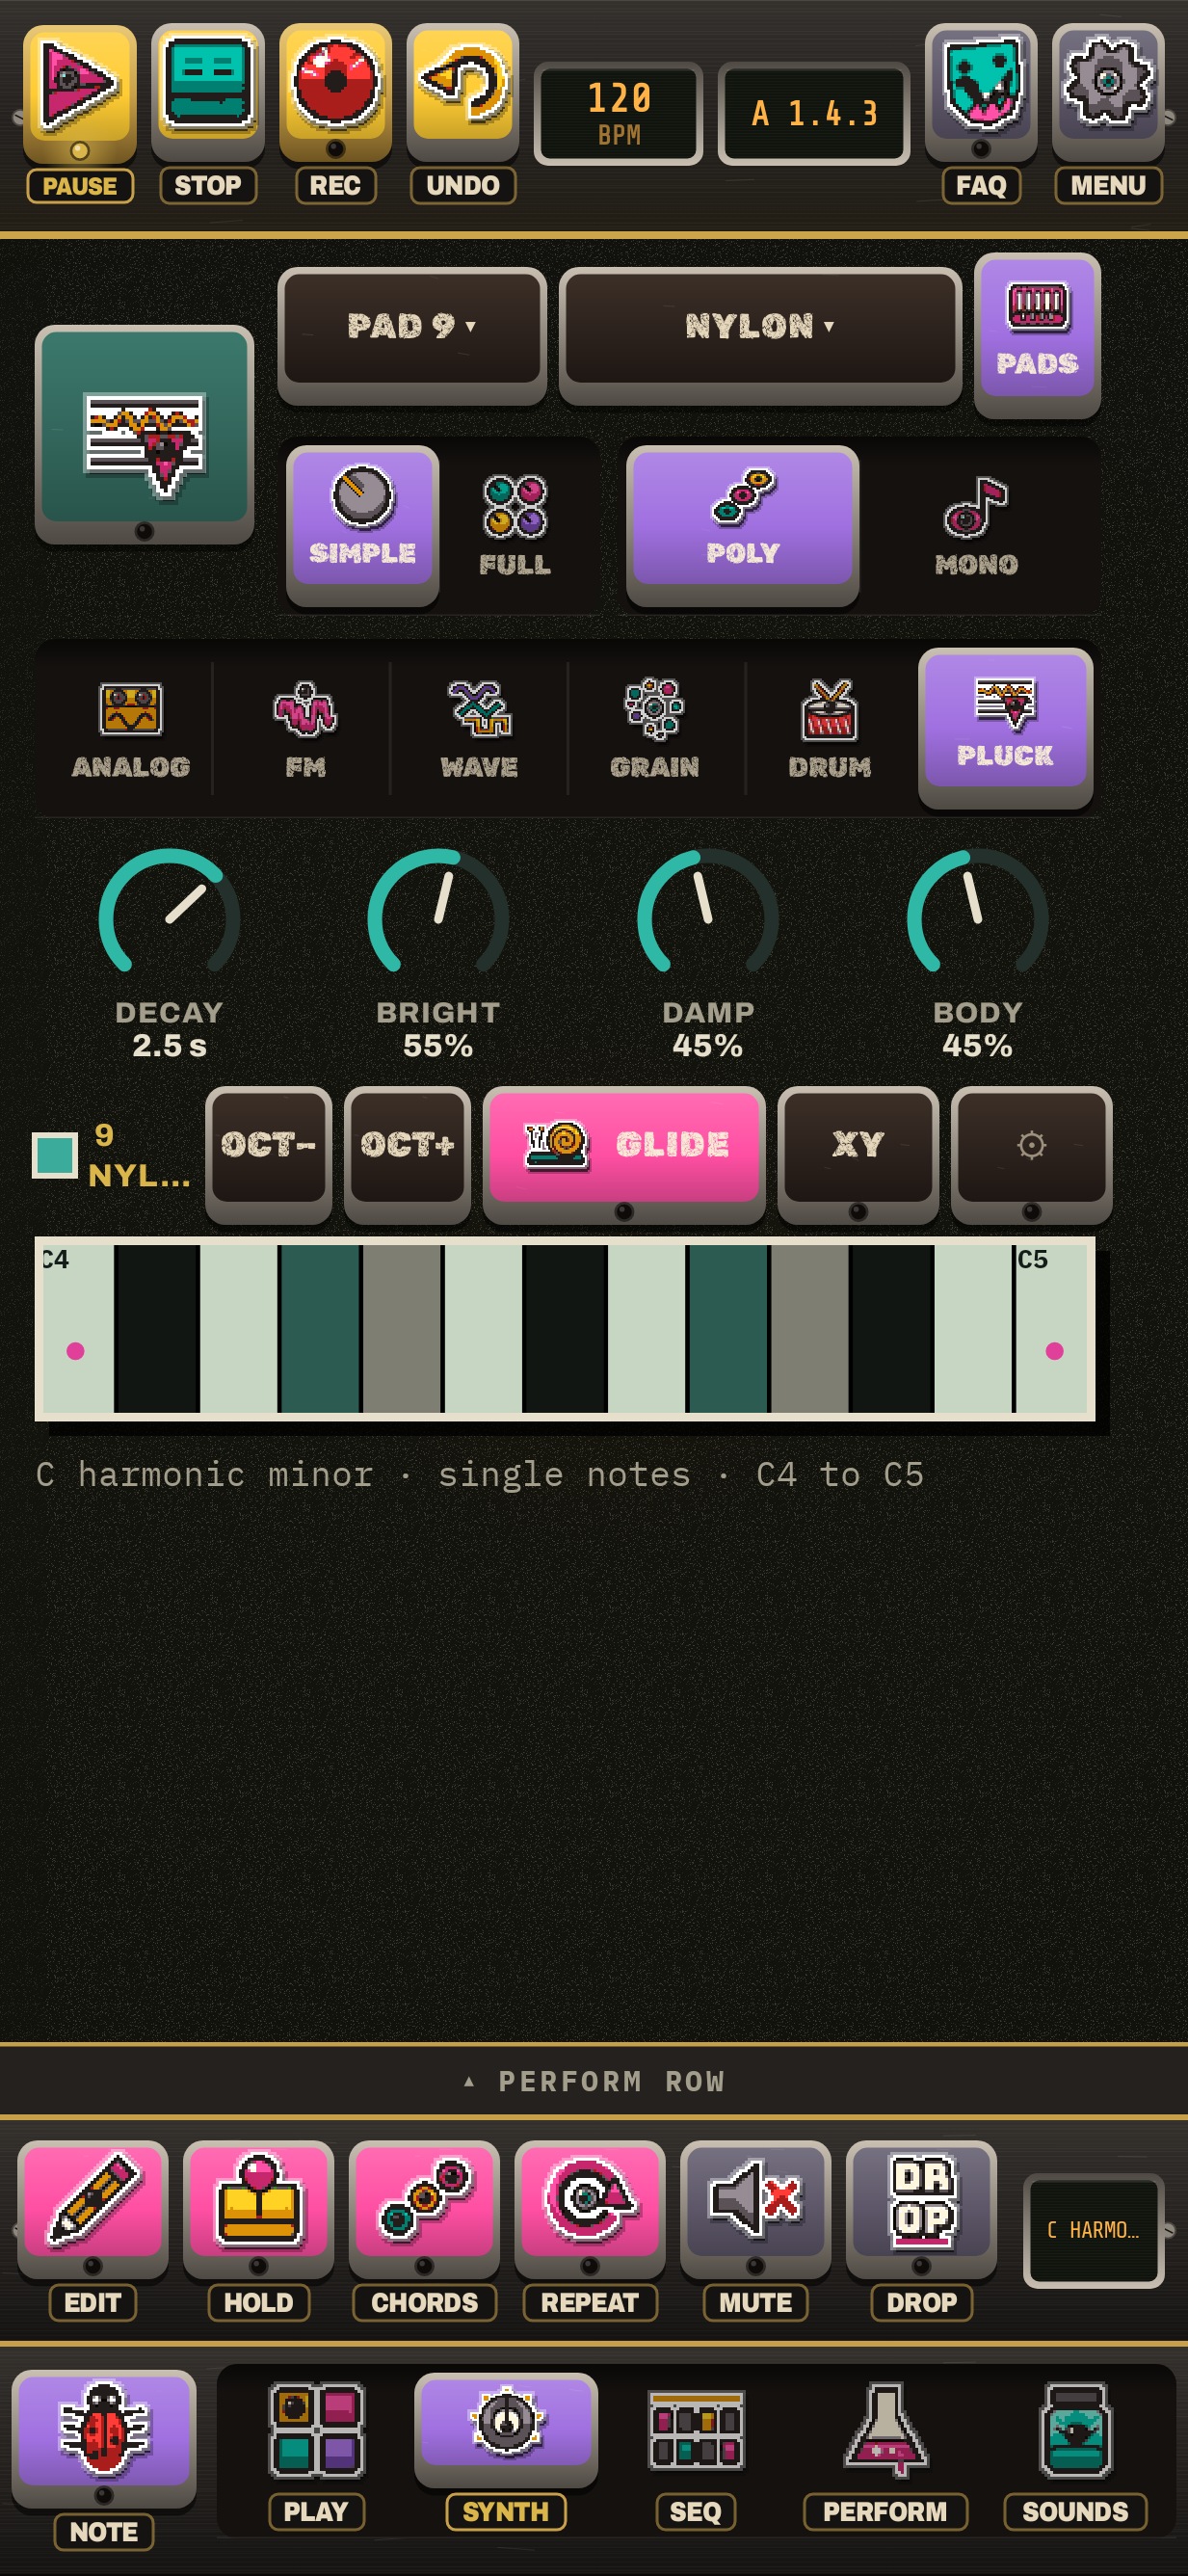 120
BPM
A 1.4.3
PAUSE
STOP
REC
UNDO
FAQ
MENU
PAD 9 ▾
NYLON ▾
PADS
SIMPLE
FULL
POLY
MONO
ANALOG
FM
WAVE
GRAIN
DRUM
PLUCK
DECAY
2.5 s
BRIGHT
55%
DAMP
45%
BODY
45%
9
NYL...
OCT-
OCT+
GLIDE
XY
C4
C5
C harmonic minor · single notes · C4 to C5
▴ PERFORM ROW
DR
OP
C HARMO…
EDIT
HOLD
CHORDS
REPEAT
MUTE
DROP
NOTE
PLAY
SYNTH
SEQ
PERFORM
SOUNDS